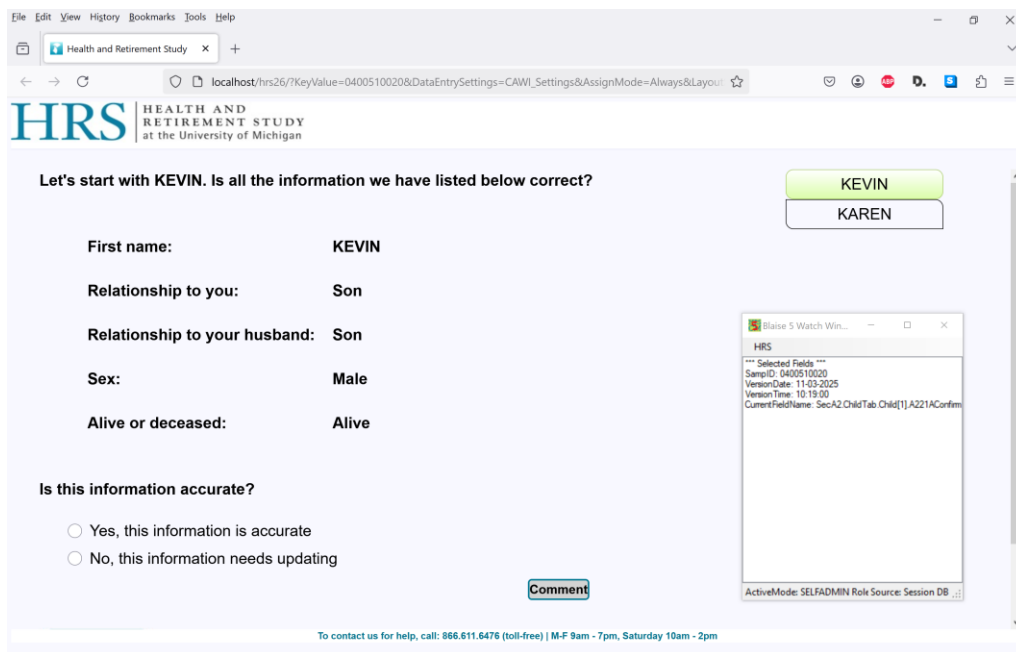 File Edit View History Bookmarks Tools Help
Health and Retirement Study
localhost/hrs26/?KeyValue=0400510020&DataEntrySettings=CAWI_Settings&AssignMode=Always&Layout
ABP
D.
S
HRS
HEALTH AND
RETIREMENT STUDY
at the University of Michigan
Let's start with KEVIN. Is all the information we have listed below correct?
KEVIN
KAREN
First name: KEVIN
Relationship to you: Son
Relationship to your husband: Son
Sex: Male
Alive or deceased: Alive
5 Blaise 5 Watch Win...
HRS
*** Selected Fields ***
SampID: 0400510020
VersionDate: 11-03-2025
VersionTime: 10:19:00
CurrentFieldName: SecA2.ChildTab.Child[1].A221AConfirm
ActiveMode: SELFADMIN Role Source: Session DB
Is this information accurate?
Yes, this information is accurate
No, this information needs updating
Comment
To contact us for help, call: 866.611.6476 (toll-free) | M-F 9am - 7pm, Saturday 10am - 2pm